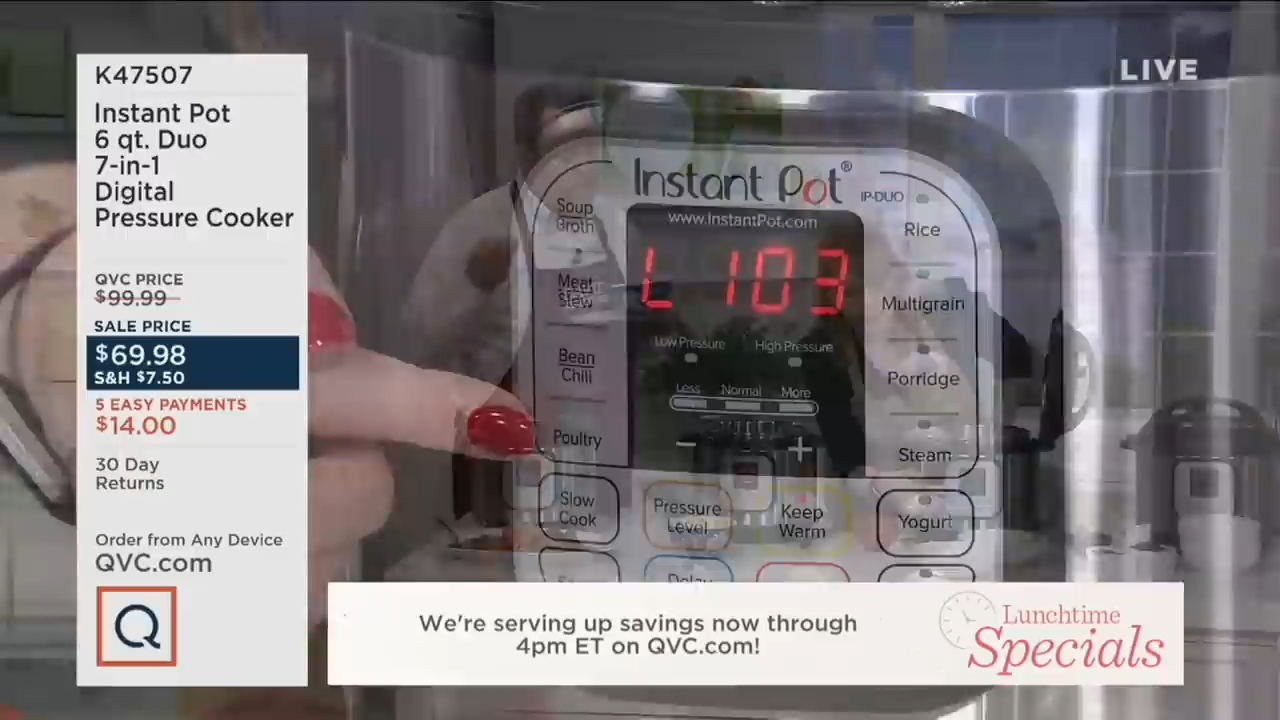 K47507
Instant Pot
6 qt. Duo
7-in-1
Digital
Pressure Cooker
QVC PRICE
$99.99
SALE PRICE
$69.98
S&H $7.50
5 EASY PAYMENTS
$14.00
30 Day
Returns
Order from Any Device
QVC.com
Q
LIVE
Instant Pot®
IP-DUO
www.InstantPot.com
L103
Low Pressure
High Pressure
Less
Normal
More
−
+
Soup
Broth
Meat
Stew
Bean
Chili
Poultry
Slow
Cook
Pressure
Level
Keep
Warm
Rice
Multigrain
Porridge
Steam
Yogurt
We're serving up savings now through
4pm ET on QVC.com!
Lunchtime
Specials